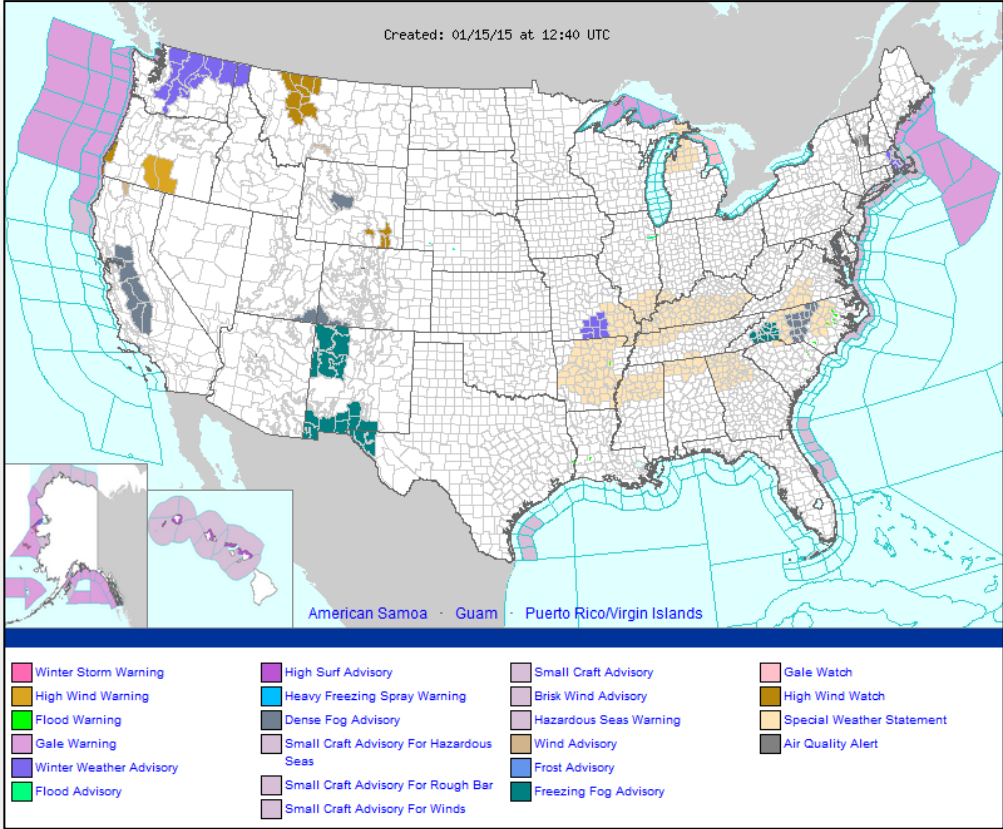 Created: 01/15/15 at 12:40 UTC
American Samoa - Guam - Puerto Rico/Virgin Islands
Winter Storm Warning
High Wind Warning
Flood Warning
Gale Warning
Winter Weather Advisory
Flood Advisory
High Surf Advisory
Heavy Freezing Spray Warning
Dense Fog Advisory
Small Craft Advisory For Hazardous
Seas
Small Craft Advisory For Rough Bar
Small Craft Advisory For Winds
Small Craft Advisory
Brisk Wind Advisory
Hazardous Seas Warning
Wind Advisory
Frost Advisory
Freezing Fog Advisory
Gale Watch
High Wind Watch
Special Weather Statement
Air Quality Alert